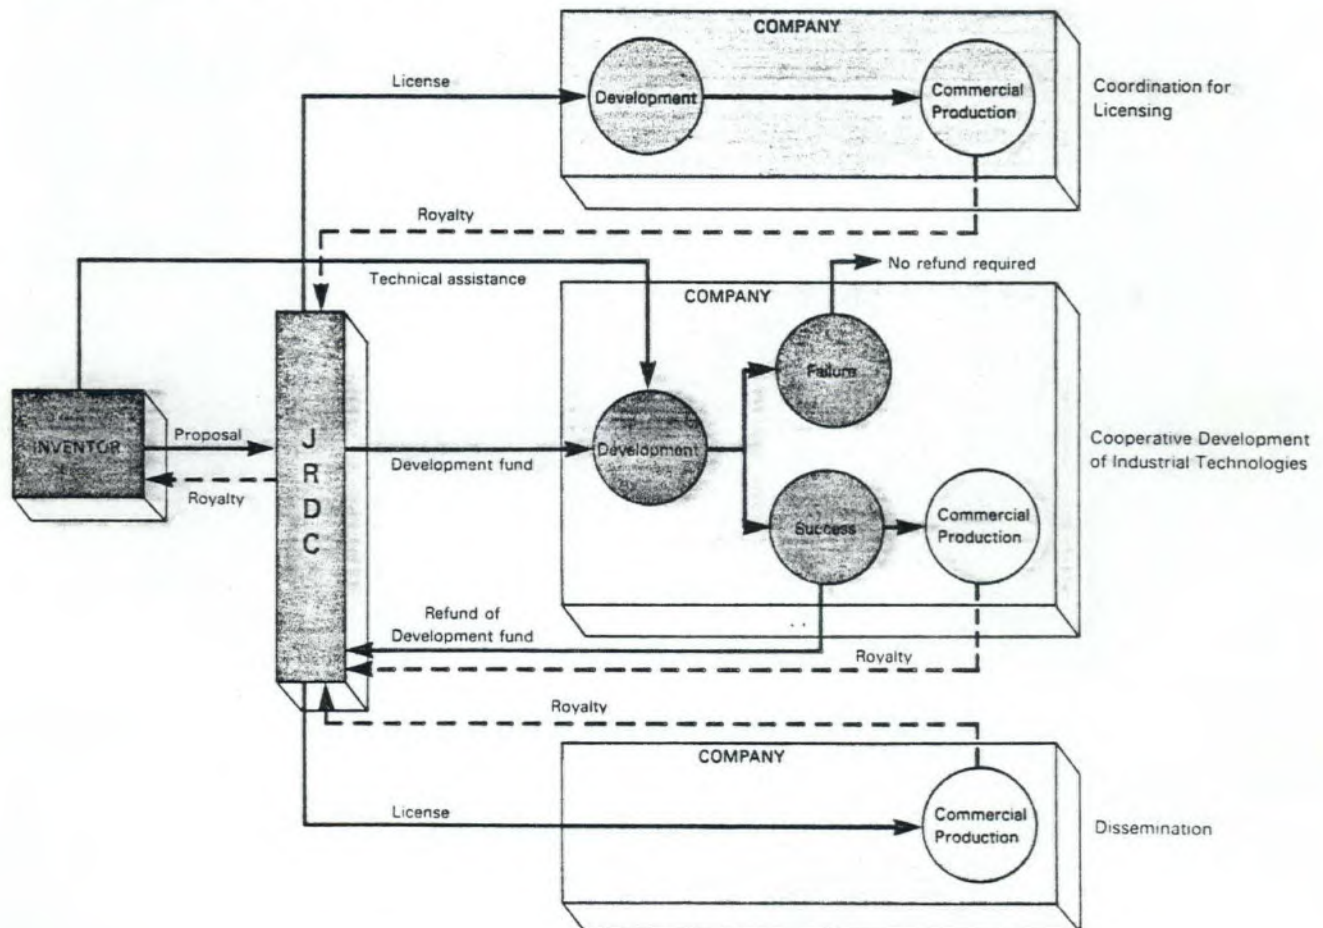 COMPANY
License
Development
Commercial
Production
Coordination for
Licensing
Royalty
Technical assistance
No refund required
COMPANY
Failure
INVENTOR
Proposal
Royalty
J
R
D
C
Development fund
Development
Cooperative Development
of Industrial Technologies
Success
Commercial
Production
Refund of
Development fund
Royalty
Royalty
COMPANY
License
Commercial
Production
Dissemination